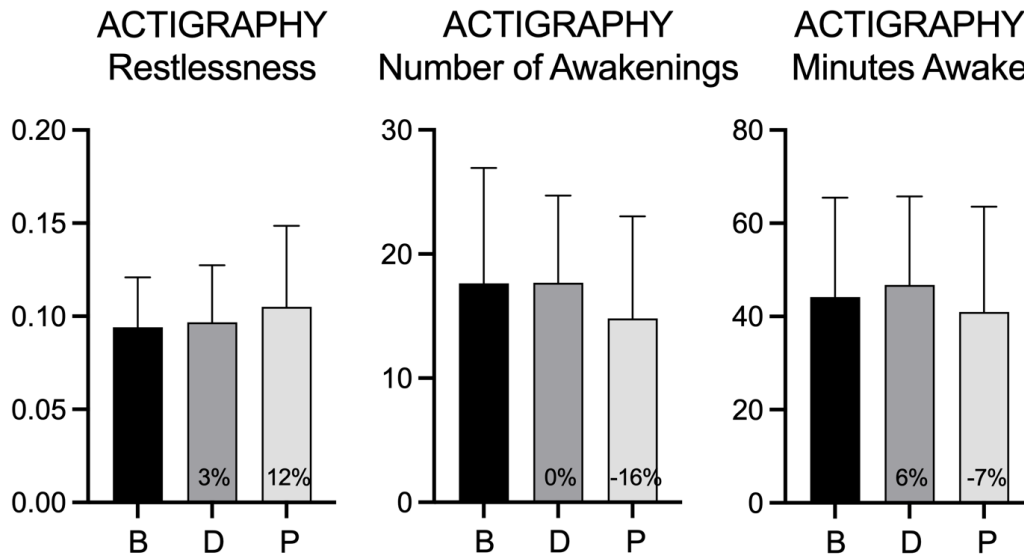 ACTIGRAPHY
Restlessness
0.20
0.15
0.10
0.05
0.00
3%
12%
B
D
P
ACTIGRAPHY
Number of Awakenings
30
20
10
0
0%
-16%
B
D
P
ACTIGRAPHY
Minutes Awake
80
60
40
20
0
6%
-7%
B
D
P